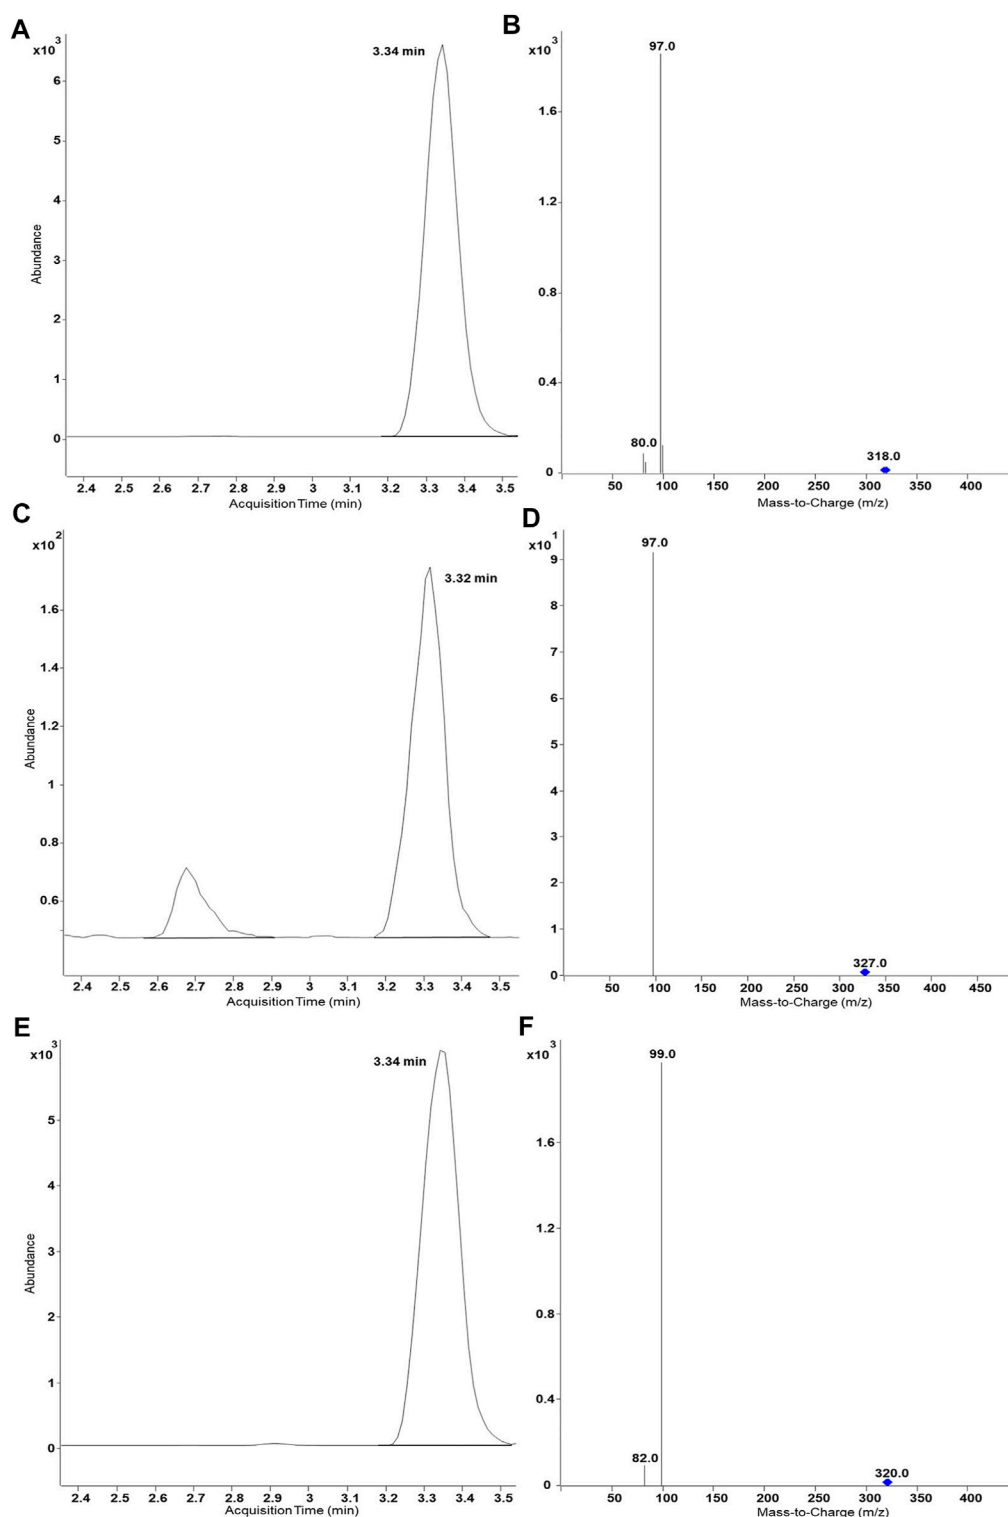 A
x10 3
3.34 min
6
5
4
3
2
1
0
Abundance
2.4 2.5 2.6 2.7 2.8 2.9 3 3.1 3.2 3.3 3.4 3.5
Acquisition Time (min)
B
x10 3
97.0
1.6
1.2
0.8
0.4
0
80.0
318.0
50 100 150 200 250 300 350 400
Mass-to-Charge (m/z)
C
x10 2
3.32 min
1.6
1.4
1.2
1
0.8
0.6
Abundance
2.4 2.5 2.6 2.7 2.8 2.9 3 3.1 3.2 3.3 3.4 3.5
Acquisition Time (min)
D
x10 1
97.0
9
8
7
6
5
4
3
2
1
0
327.0
50 100 150 200 250 300 350 400 450
Mass-to-Charge (m/z)
E
x10 3
3.34 min
5
4
3
2
1
0
Abundance
2.4 2.5 2.6 2.7 2.8 2.9 3 3.1 3.2 3.3 3.4 3.5
Acquisition Time (min)
F
x10 3
99.0
1.6
1.2
0.8
0.4
0
82.0
320.0
50 100 150 200 250 300 350 400
Mass-to-Charge (m/z)